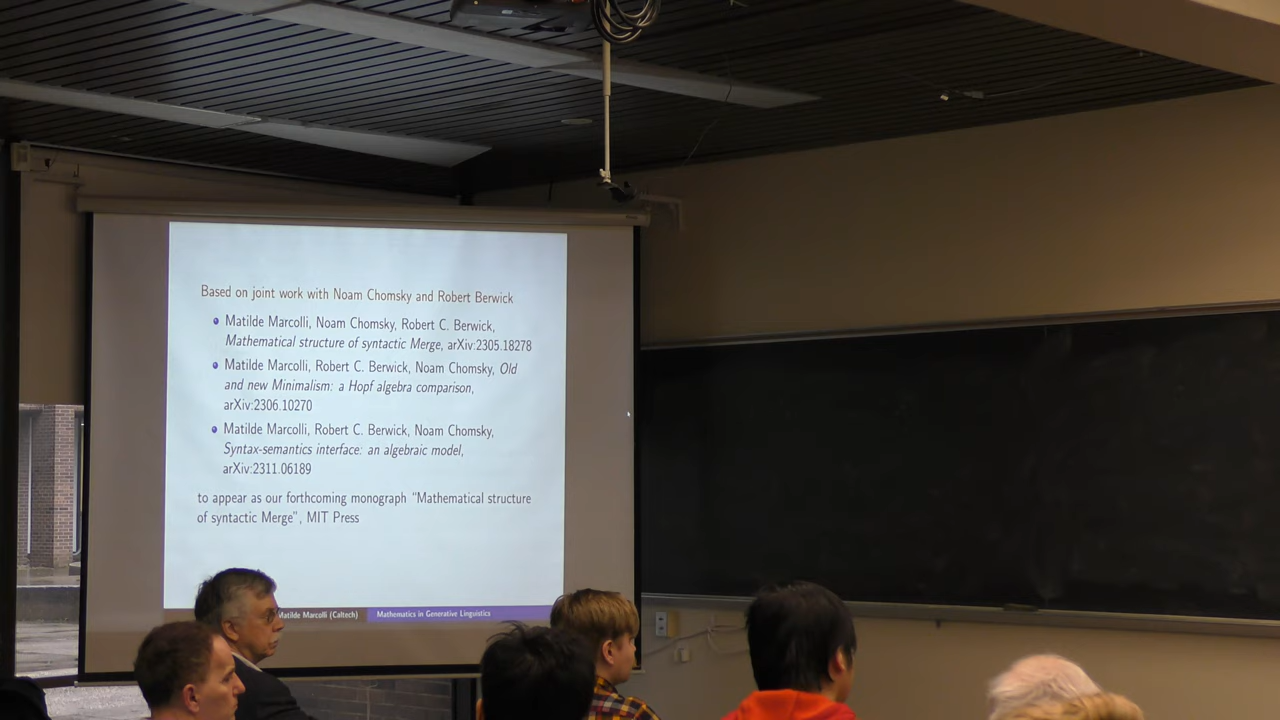 Based on joint work with Noam Chomsky and Robert Berwick
Matilde Marcolli, Noam Chomsky, Robert C. Berwick,
Mathematical structure of syntactic Merge, arXiv:2305.18278
Matilde Marcolli, Robert C. Berwick, Noam Chomsky, Old
and new Minimalism: a Hopf algebra comparison,
arXiv:2306.10270
Matilde Marcolli, Robert C. Berwick, Noam Chomsky,
Syntax-semantics interface: an algebraic model,
arXiv:2311.06189
to appear as our forthcoming monograph "Mathematical structure
of syntactic Merge", MIT Press
Matilde Marcolli (Caltech) Mathematics in Generative Linguistics